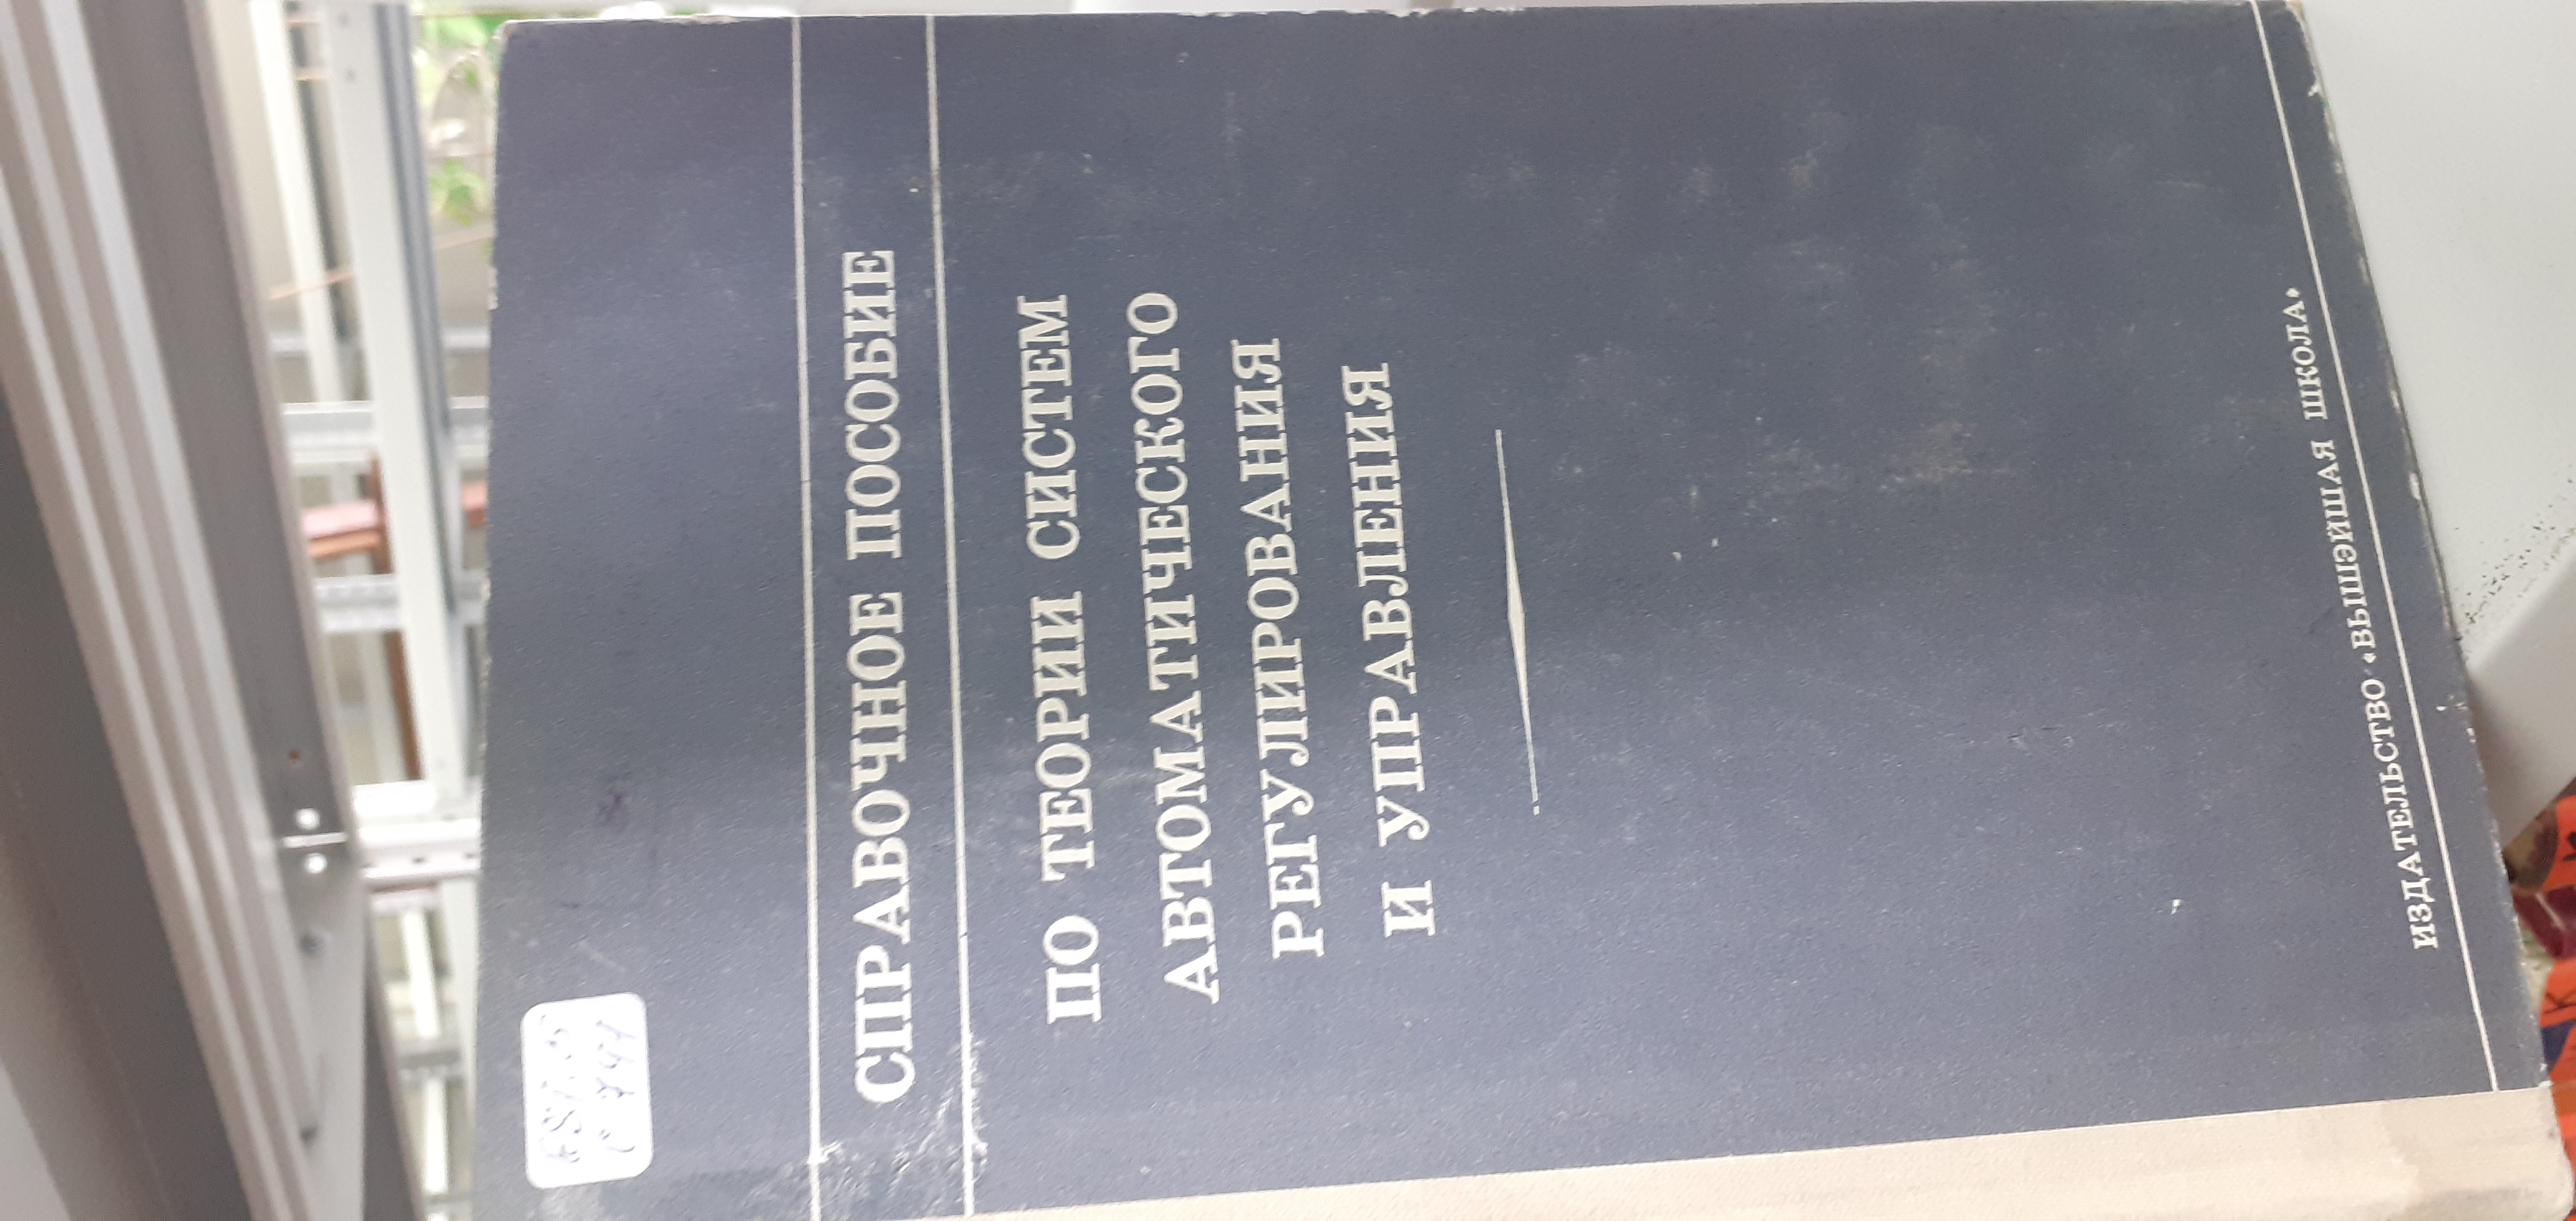 СПРАВОЧНОЕ ПОСОБИЕ
ПО ТЕОРИИ СИСТЕМ
АВТОМАТИЧЕСКОГО
РЕГУЛИРОВАНИЯ
И УПРАВЛЕНИЯ
ИЗДАТЕЛЬСТВО «ВЫШЭЙШАЯ ШКОЛА»